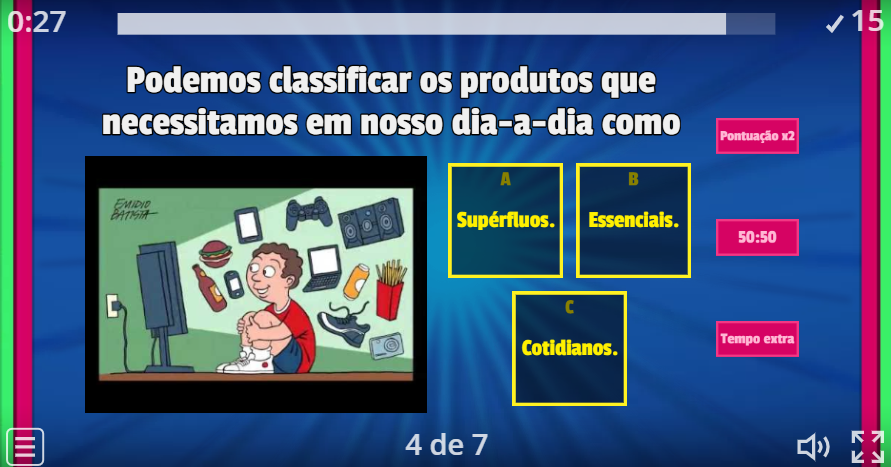 0:27
✓ 15
Podemos classificar os produtos que
necessitamos em nosso dia-a-dia como
Pontuação x2
EMIDIO
BATISTA
A
Supérfluos.
B
Essenciais.
50:50
C
Cotidianos.
Tempo extra
4 de 7